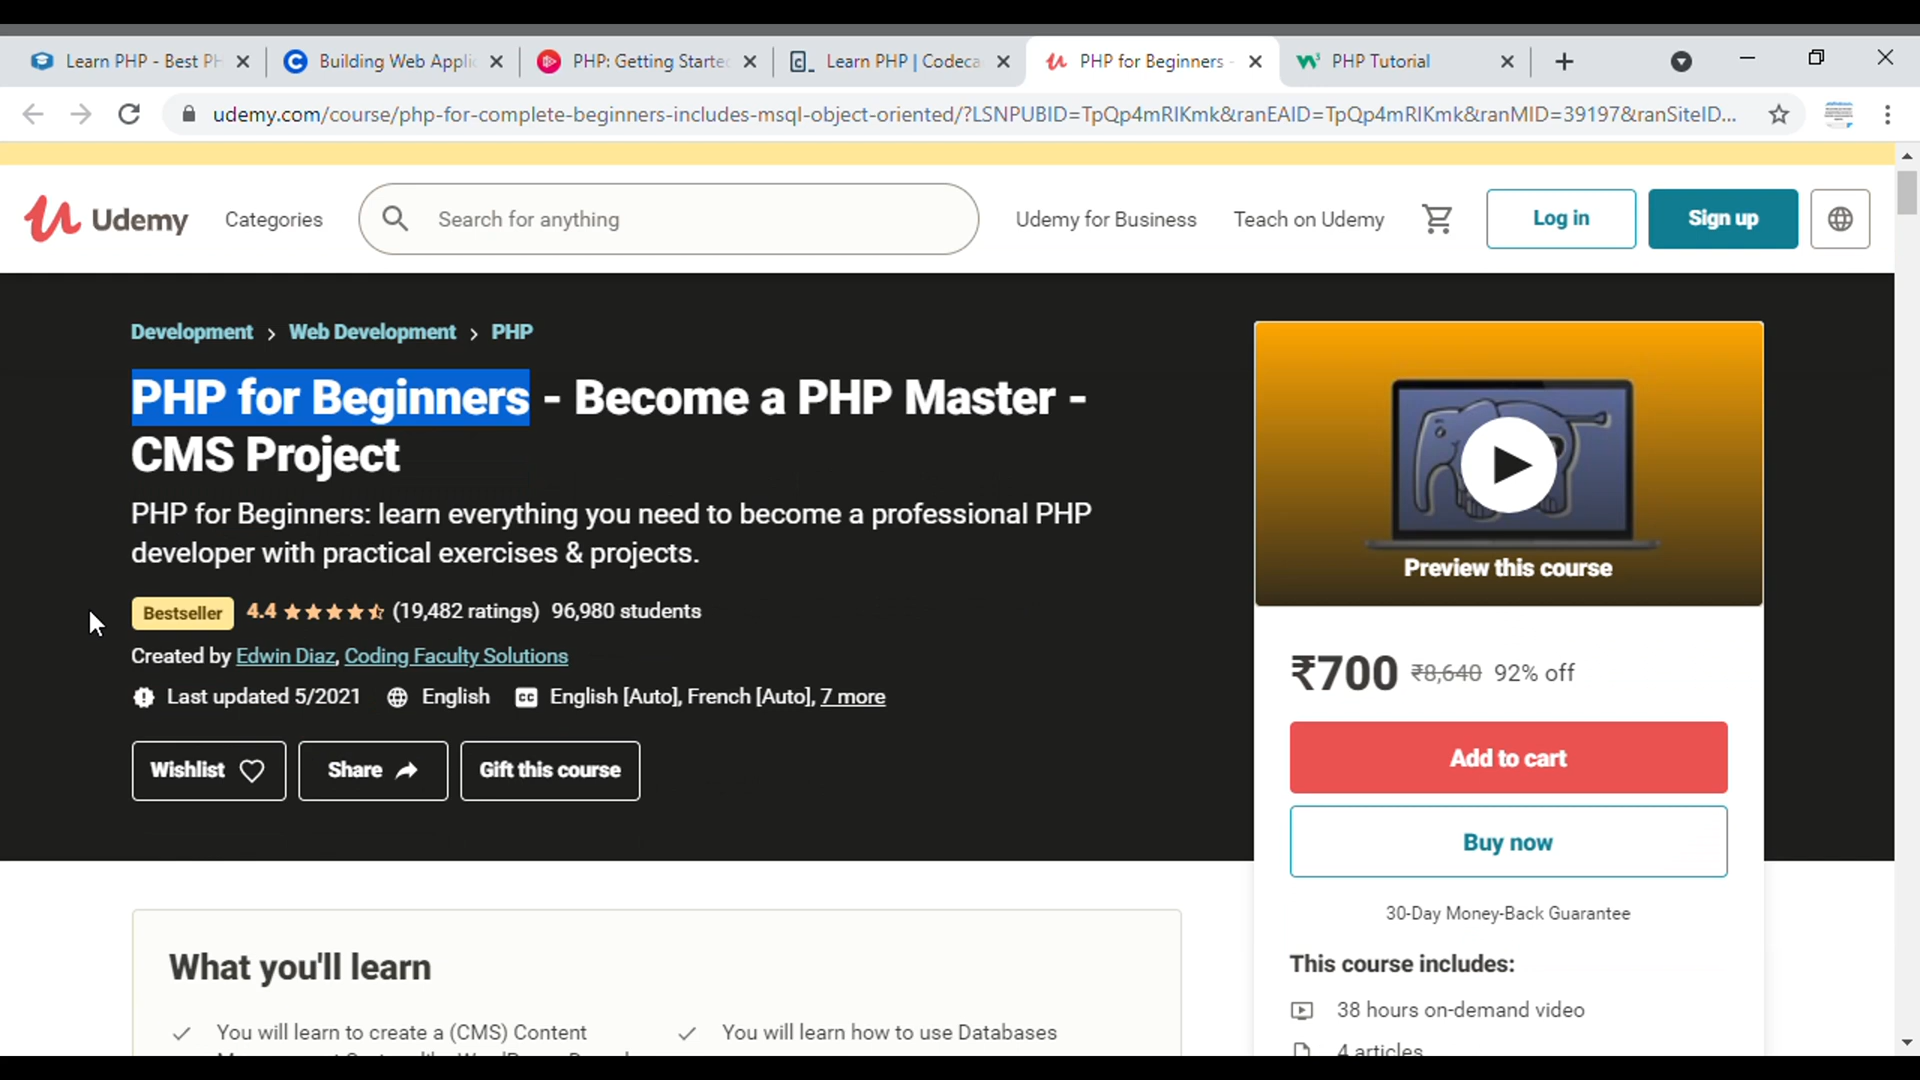 Learn PHP - Best PH
Building Web Applic
PHP: Getting Started
Learn PHP | Codeca
PHP for Beginners -
PHP Tutorial
udemy.com/course/php-for-complete-beginners-includes-msql-object-oriented/?LSNPUBID=TpQp4mRlKmk&ranEAID=TpQp4mRlKmk&ranMID=39197&ranSiteID...
Udemy
Categories
Search for anything
Udemy for Business
Teach on Udemy
Log in
Sign up
Development > Web Development > PHP
PHP for Beginners - Become a PHP Master -
CMS Project
PHP for Beginners: learn everything you need to become a professional PHP
developer with practical exercises & projects.
Bestseller 4.4 (19,482 ratings) 96,980 students
Created by Edwin Diaz, Coding Faculty Solutions
Last updated 5/2021 English English [Auto], French [Auto], 7 more
Wishlist
Share
Gift this course
Preview this course
₹700 ₹8,640 92% off
Add to cart
Buy now
30-Day Money-Back Guarantee
This course includes:
38 hours on-demand video
4 articles
What you'll learn
You will learn to create a (CMS) Content
You will learn how to use Databases